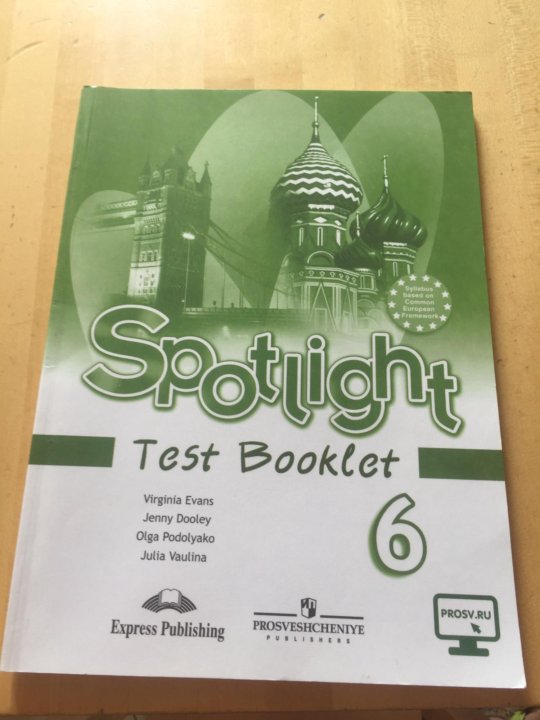 Syllabus
based on
Common
European
Framework
Spotlight
Test Booklet
Virginia Evans
Jenny Dooley
Olga Podolyako
Julia Vaulina
6
Express Publishing
PROSVESHCHENIYE
PUBLISHERS
PROSV.RU